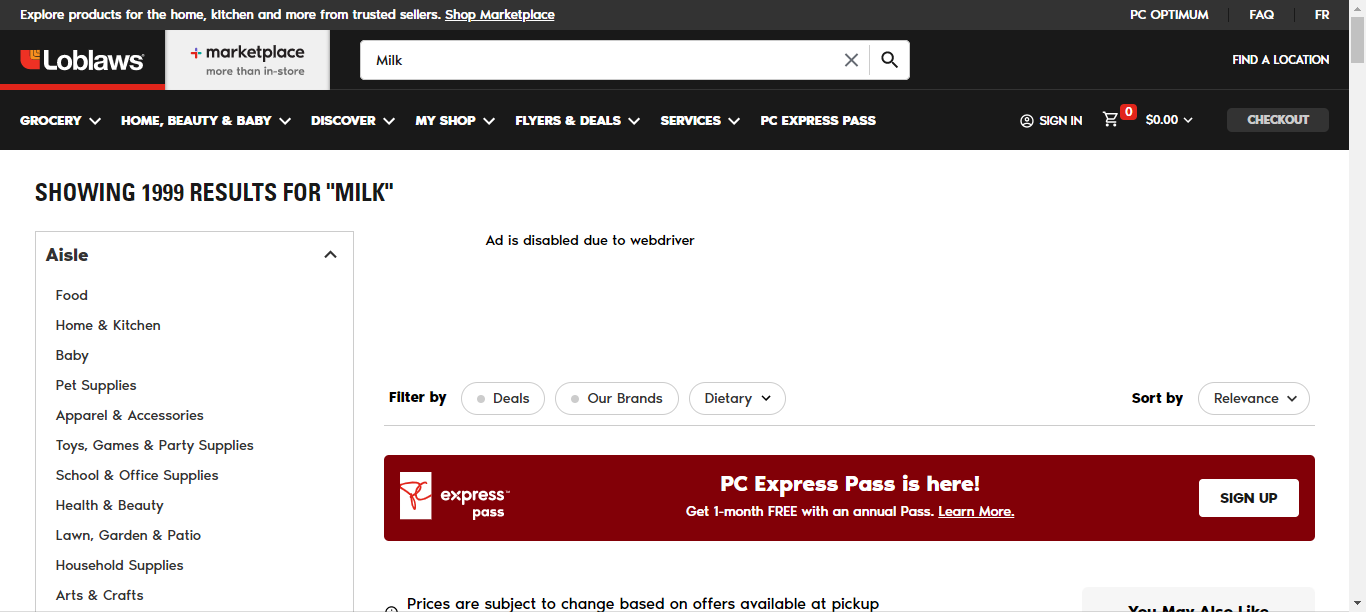 Explore products for the home, kitchen and more from trusted sellers. Shop Marketplace
PC OPTIMUM
FAQ
FR
Loblaws
marketplace
more than in-store
Milk
FIND A LOCATION
GROCERY
HOME, BEAUTY & BABY
DISCOVER
MY SHOP
FLYERS & DEALS
SERVICES
PC EXPRESS PASS
SIGN IN
0
$0.00
CHECKOUT
SHOWING 1999 RESULTS FOR "MILK"
Aisle
Food
Home & Kitchen
Baby
Pet Supplies
Apparel & Accessories
Toys, Games & Party Supplies
School & Office Supplies
Health & Beauty
Lawn, Garden & Patio
Household Supplies
Arts & Crafts
Ad is disabled due to webdriver
Filter by
Deals
Our Brands
Dietary
Sort by
Relevance
PC
express™
pass
PC Express Pass is here!
Get 1-month FREE with an annual Pass. Learn More.
SIGN UP
Prices are subject to change based on offers available at pickup
You May Also Like